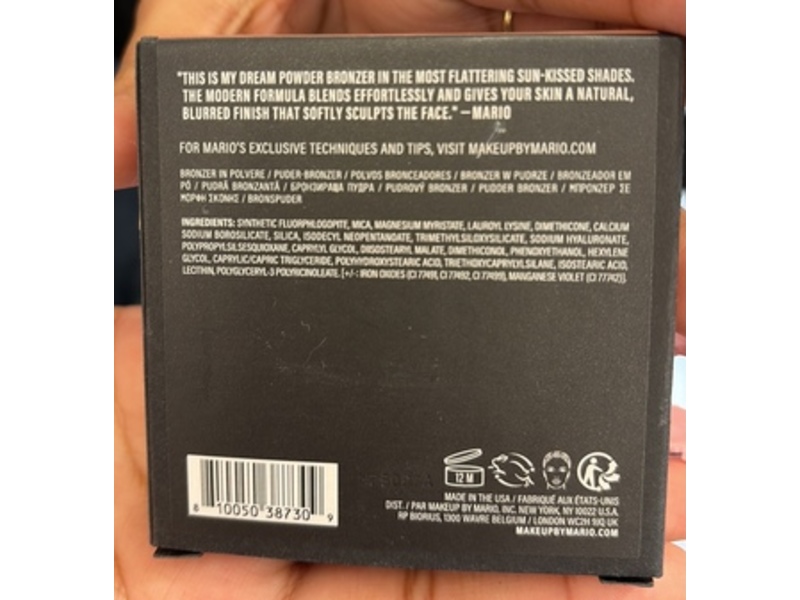 "THIS IS MY DREAM POWDER BRONZER IN THE MOST FLATTERING SUN-KISSED SHADES.
THE MODERN FORMULA BLENDS EFFORTLESSLY AND GIVES YOUR SKIN A NATURAL,
BLURRED FINISH THAT SOFTLY SCULPTS THE FACE." – MARIO
FOR MARIO'S EXCLUSIVE TECHNIQUES AND TIPS, VISIT MAKEUPBYMARIO.COM
BRONZER IN POLVERE / PUDER-BRONZER / POLVOS BRONCEADORES / BRONZER W PUDRZE / BRONZEADOR EM
PÓ / PUDRĂ BRONZANTĂ / БРОНЗИРАЩА ПУДРА / PUDROVÝ BRONZER / PUDDER BRONZER / ΜΠΡΟΝΖΕΡ ΣΕ
ΜΟΡΦΗ ΣΚΟΝΗΣ / BRONSPUDER
INGREDIENTS: SYNTHETIC FLUORPHLOGOPITE, MICA, MAGNESIUM MYRISTATE, LAUROYL LYSINE, DIMETHICONE, CALCIUM
SODIUM BOROSILICATE, SILICA, ISODECYL NEOPENTANOATE, TRIMETHYLSILOXYSILICATE, SODIUM HYALURONATE,
POLYPROPYLSILSESQUIOXANE, CAPRYLYL GLYCOL, DIISOSTEARYL MALATE, DIMETHICONOL, PHENOXYETHANOL, HEXYLENE
GLYCOL, CAPRYLIC/CAPRIC TRIGLYCERIDE, POLYHYDROXYSTEARIC ACID, TRIETHOXYCAPRYLYLSILANE, ISOSTEARIC ACID,
LECITHIN, POLYGLYCERYL-3 POLYRICINOLEATE. [+/-: IRON OXIDES (CI 77491, CI 77492, CI 77499), MANGANESE VIOLET (CI 77742)].
12 M
8 10050 38730 9
MADE IN THE USA / FABRIQUÉ AUX ÉTATS-UNIS
DIST. / PAR MAKEUP BY MARIO, INC. NEW YORK, NY 10022 U.S.A.
RP BIORIUS, 1300 WAVRE BELGIUM / LONDON WC2H 9JQ UK
MAKEUPBYMARIO.COM